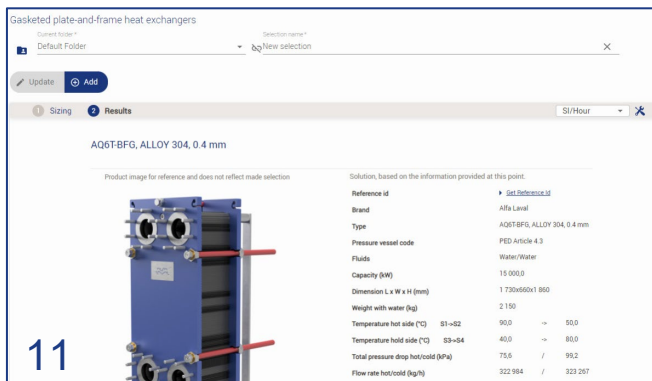 Gasketed plate-and-frame heat exchangers
Current folder *
Selection name *
Default Folder
New selection
Update
Add
1 Sizing 2 Results
SI/Hour
AQ6T-BFG, ALLOY 304, 0.4 mm
Product image for reference and does not reflect made selection
Solution, based on the information provided at this point.
Reference id Get Reference Id
Brand Alfa Laval
Type AQ6T-BFG, ALLOY 304, 0.4 mm
Pressure vessel code PED Article 4.3
Fluids Water/Water
Capacity (kW) 15 000,0
Dimension L x W x H (mm) 1 730x660x1 860
Weight with water (kg) 2 150
Temperature hot side (°C) S1->S2 90,0 -> 50,0
Temperature hold side (°C) S3->S4 40,0 -> 80,0
Total pressure drop hot/cold (kPa) 75,6 / 99,2
Flow rate hot/cold (kg/h) 322 984 / 323 267
11